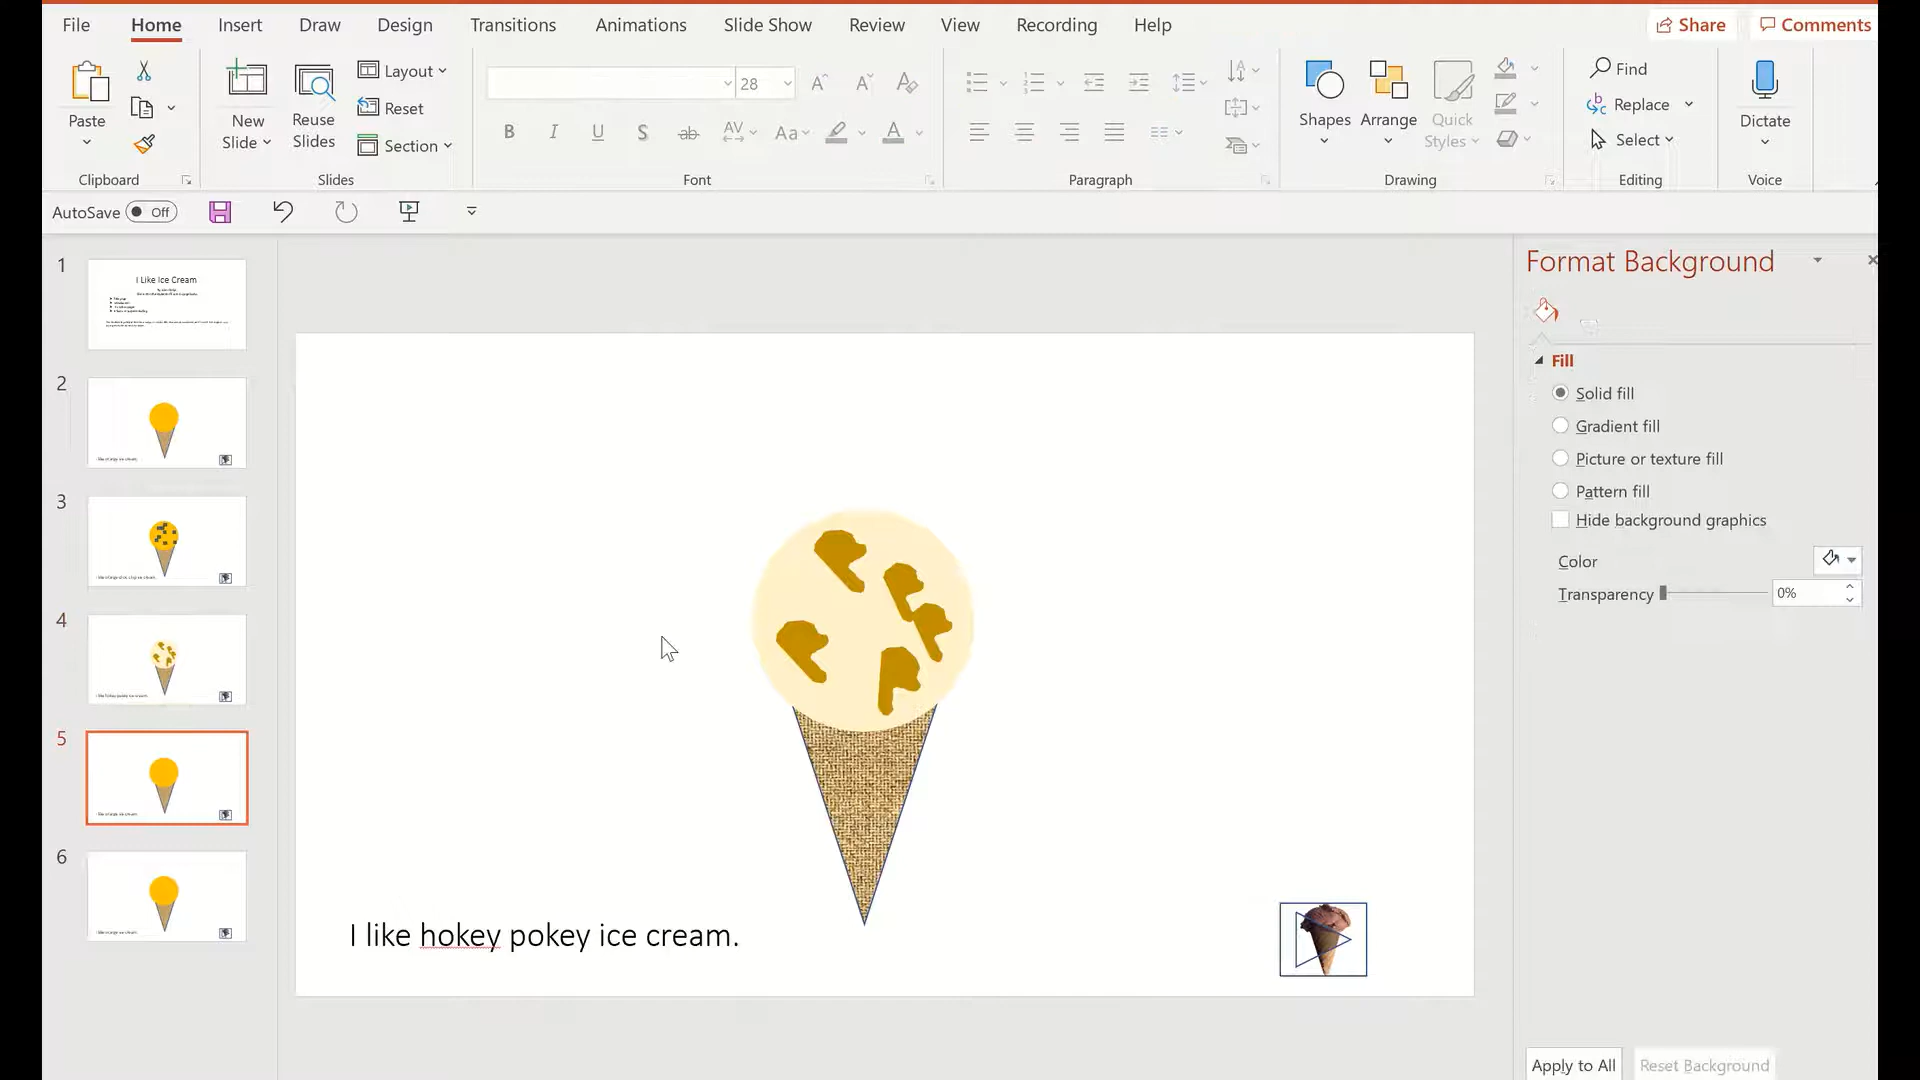 File Home Insert Draw Design Transitions Animations Slide Show Review View Recording Help Share Comments
Paste
Clipboard
New Slide
Reuse Slides
Layout
Reset
Section
Slides
28
B I U S ab AV Aa A
Font
Paragraph
Shapes Arrange Quick Styles
Drawing
Find
Replace
Select
Editing
Dictate
Voice
AutoSave Off
1
I Like Ice Cream
2
3
4
5
6
I like hokey pokey ice cream.
Format Background
Fill
Solid fill
Gradient fill
Picture or texture fill
Pattern fill
Hide background graphics
Color
Transparency 0%
Apply to All Reset Background